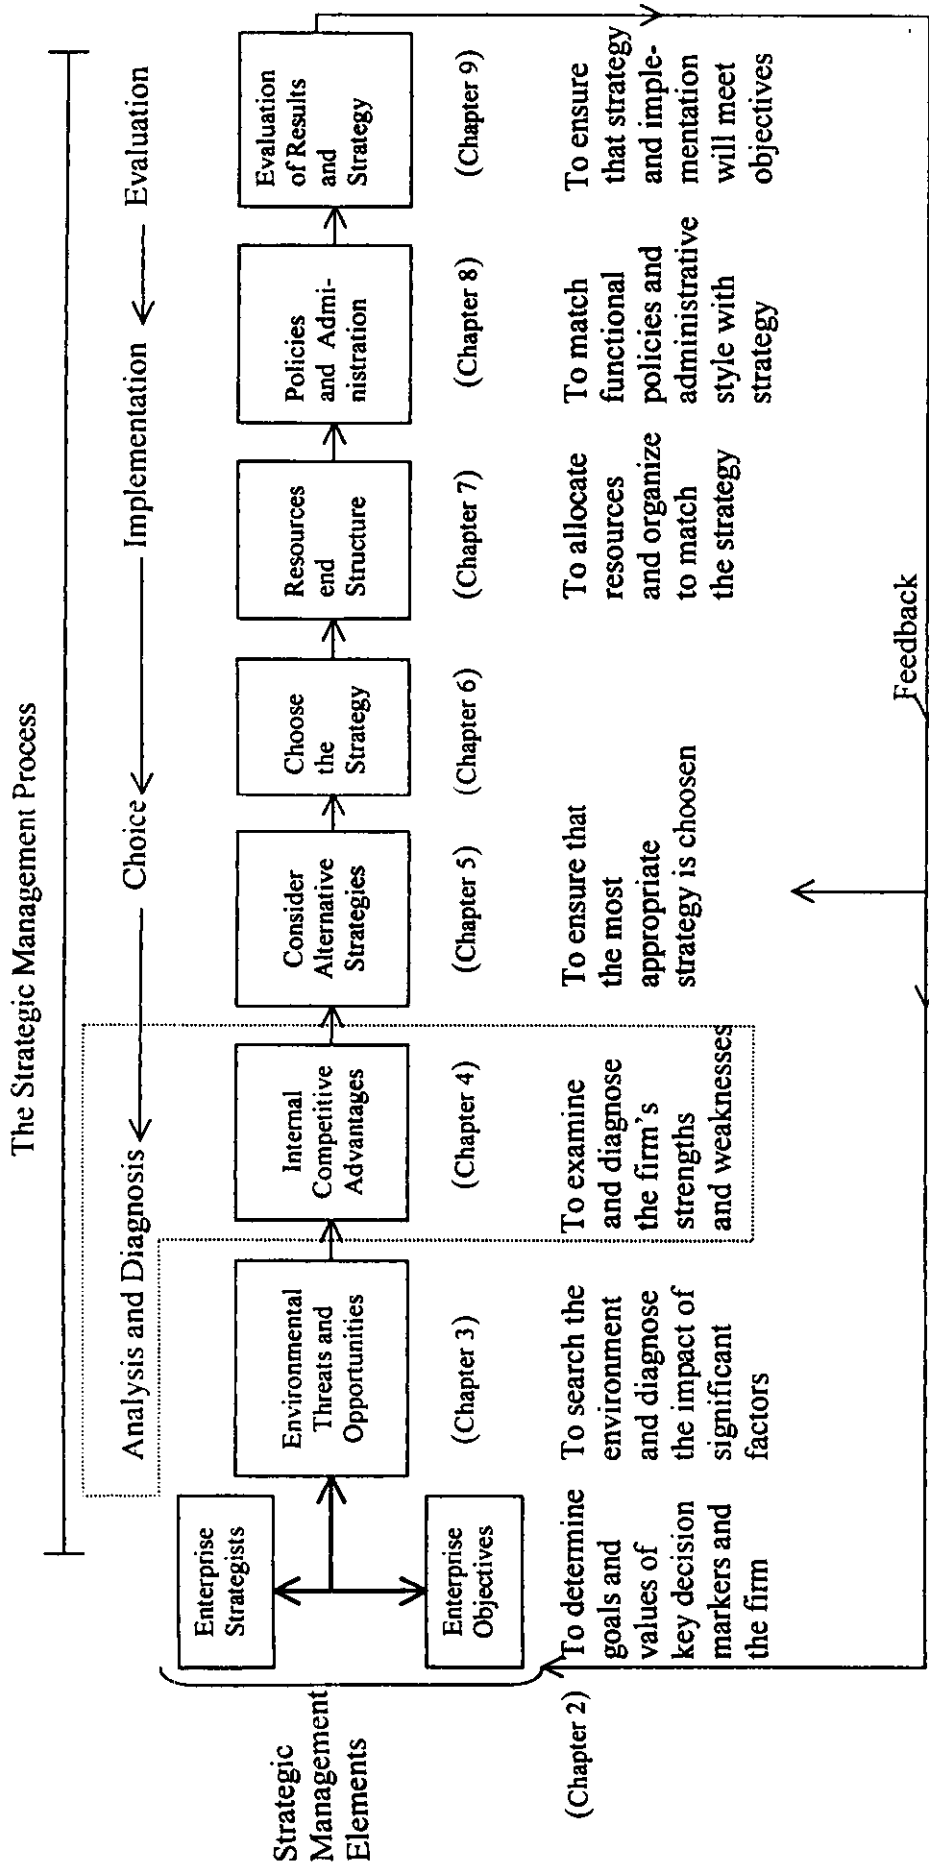 The Strategic Management Process
Analysis and Diagnosis
Choice
Implementation
Evaluation
Strategic
Management
Elements
Enterprise
Strategists
Enterprise
Objectives
Environmental
Threats and
Opportunities
Internal
Competitive
Advantages
Consider
Alternative
Strategies
Choose
the
Strategy
Resources
end
Structure
Policies
and Admi-
nistration
Evaluation
of Results
and
Strategy
(Chapter 2)
(Chapter 3)
(Chapter 4)
(Chapter 5)
(Chapter 6)
(Chapter 7)
(Chapter 8)
(Chapter 9)
To determine
goals and
values of
key decision
markers and
the firm
To search the
environment
and diagnose
the impact of
significant
factors
To examine
and diagnose
the firm's
strengths
and weaknesses
To ensure that
the most
appropriate
strategy is choosen
To allocate
resources
and organize
to match
the strategy
To match
functional
policies and
administrative
style with
strategy
To ensure
that strategy
and imple-
mentation
will meet
objectives
Feedback